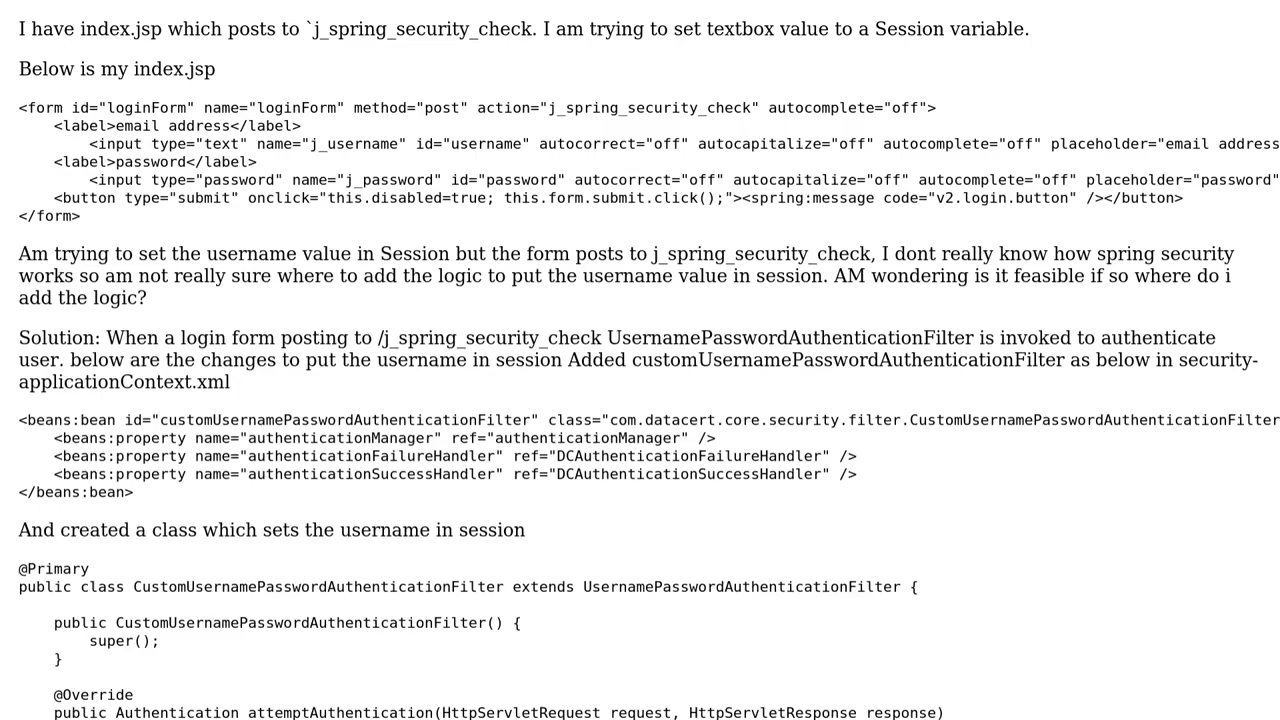 I have index.jsp which posts to `j_spring_security_check. I am trying to set textbox value to a Session variable.
Below is my index.jsp
<form id="loginForm" name="loginForm" method="post" action="j_spring_security_check" autocomplete="off">
    <label>email address</label>
        <input type="text" name="j_username" id="username" autocorrect="off" autocapitalize="off" autocomplete="off" placeholder="email address
    <label>password</label>
        <input type="password" name="j_password" id="password" autocorrect="off" autocapitalize="off" autocomplete="off" placeholder="password"
    <button type="submit" onclick="this.disabled=true; this.form.submit.click();"><spring:message code="v2.login.button" /></button>
</form>
Am trying to set the username value in Session but the form posts to j_spring_security_check, I dont really know how spring security
works so am not really sure where to add the logic to put the username value in session. AM wondering is it feasible if so where do i
add the logic?
Solution: When a login form posting to /j_spring_security_check UsernamePasswordAuthenticationFilter is invoked to authenticate
user. below are the changes to put the username in session Added customUsernamePasswordAuthenticationFilter as below in security-
applicationContext.xml
<beans:bean id="customUsernamePasswordAuthenticationFilter" class="com.datacert.core.security.filter.CustomUsernamePasswordAuthenticationFilter
    <beans:property name="authenticationManager" ref="authenticationManager" />
    <beans:property name="authenticationFailureHandler" ref="DCAuthenticationFailureHandler" />
    <beans:property name="authenticationSuccessHandler" ref="DCAuthenticationSuccessHandler" />
</beans:bean>
And created a class which sets the username in session
@Primary
public class CustomUsernamePasswordAuthenticationFilter extends UsernamePasswordAuthenticationFilter {
    public CustomUsernamePasswordAuthenticationFilter() {
        super();
    }
    @Override
    public Authentication attemptAuthentication(HttpServletRequest request, HttpServletResponse response)